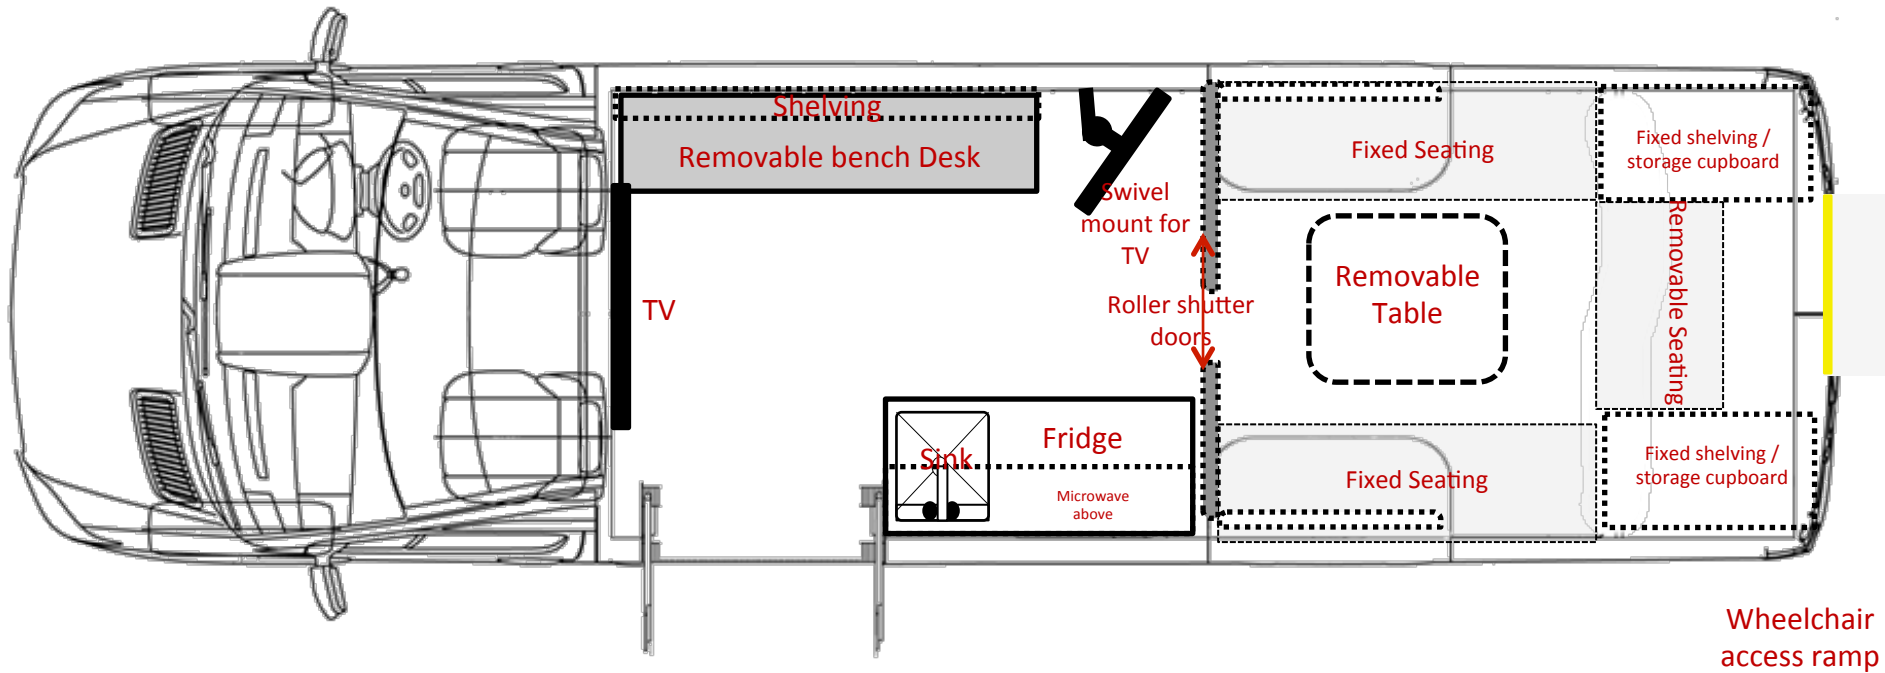 Shelving
Removable bench Desk
Swivel
mount for
TV
TV
Roller shutter
doors
Sink
Fridge
Microwave
above
Fixed Seating
Fixed shelving /
storage cupboard
Removable
Table
Removable Seating
Fixed Seating
Fixed shelving /
storage cupboard
Wheelchair
access ramp